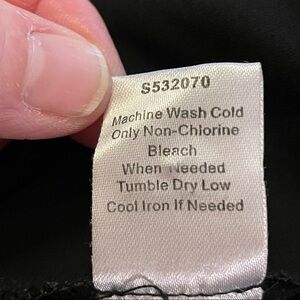 S532070
Machine Wash Cold
Only Non-Chlorine
Bleach
When Needed
Tumble Dry Low
Cool Iron If Needed